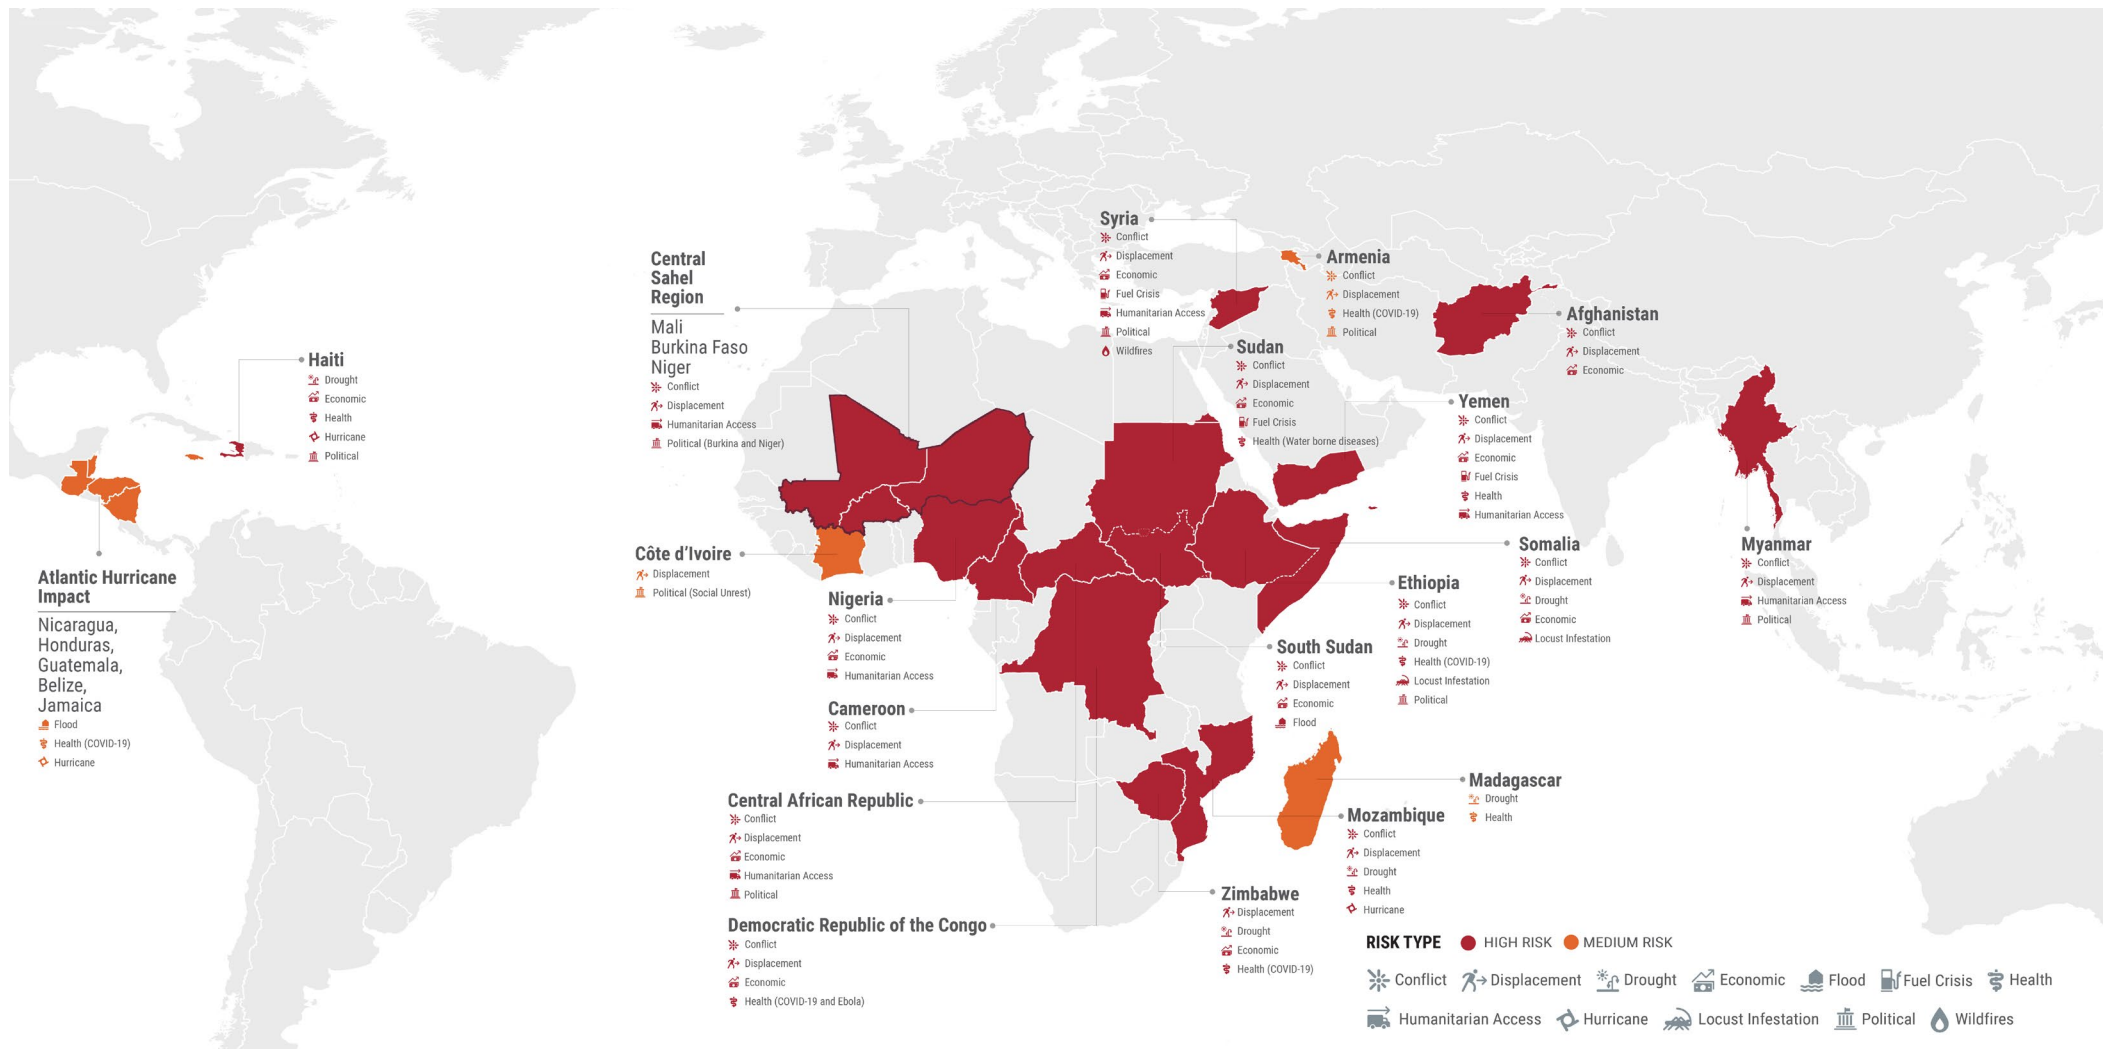 Haiti
Drought
Economic
Health
Hurricane
Political
Atlantic Hurricane
Impact
Nicaragua,
Honduras,
Guatemala,
Belize,
Jamaica
Flood
Health (COVID-19)
Hurricane
Central
Sahel
Region
Mali
Burkina Faso
Niger
Conflict
Displacement
Humanitarian Access
Political (Burkina and Niger)
Côte d'Ivoire
Displacement
Political (Social Unrest)
Nigeria
Conflict
Displacement
Economic
Humanitarian Access
Cameroon
Conflict
Displacement
Humanitarian Access
Central African Republic
Conflict
Displacement
Economic
Humanitarian Access
Political
Democratic Republic of the Congo
Conflict
Displacement
Economic
Health (COVID-19 and Ebola)
Syria
Conflict
Displacement
Economic
Fuel Crisis
Humanitarian Access
Political
Wildfires
Armenia
Conflict
Displacement
Health (COVID-19)
Political
Sudan
Conflict
Displacement
Economic
Fuel Crisis
Health (Water borne diseases)
Afghanistan
Conflict
Displacement
Economic
Yemen
Conflict
Displacement
Economic
Fuel Crisis
Health
Humanitarian Access
Somalia
Conflict
Displacement
Drought
Economic
Locust Infestation
Myanmar
Conflict
Displacement
Humanitarian Access
Political
Ethiopia
Conflict
Displacement
Drought
Health (COVID-19)
Locust Infestation
Political
South Sudan
Conflict
Displacement
Economic
Flood
Madagascar
Drought
Health
Mozambique
Conflict
Displacement
Drought
Health
Hurricane
Zimbabwe
Displacement
Drought
Economic
Health (COVID-19)
RISK TYPE HIGH RISK MEDIUM RISK
Conflict Displacement Drought Economic Flood Fuel Crisis Health
Humanitarian Access Hurricane Locust Infestation Political Wildfires